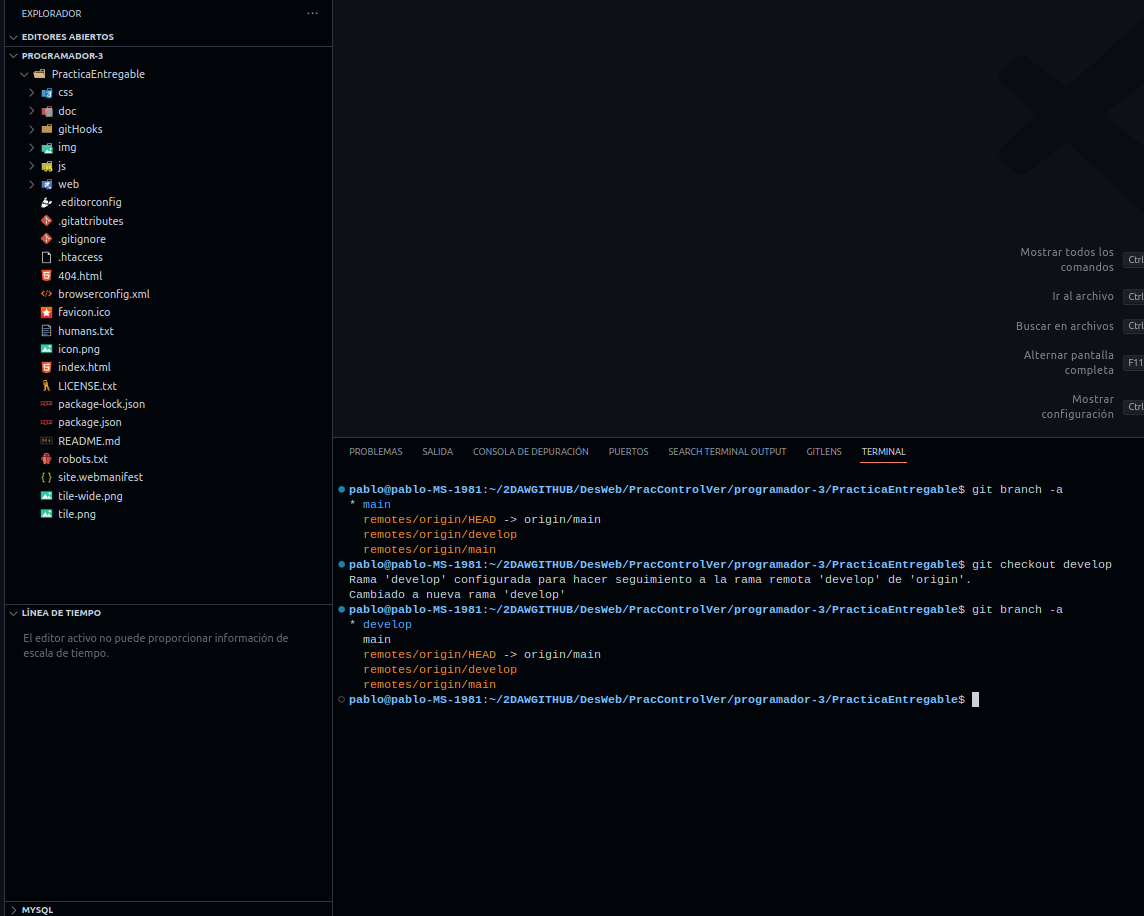 EXPLORADOR
EDITORES ABIERTOS
PROGRAMADOR-3
PracticaEntregable
css
doc
gitHooks
img
js
web
.editorconfig
.gitattributes
.gitignore
.htaccess
404.html
browserconfig.xml
favicon.ico
humans.txt
icon.png
index.html
LICENSE.txt
package-lock.json
package.json
README.md
robots.txt
site.webmanifest
tile-wide.png
tile.png
LÍNEA DE TIEMPO
El editor activo no puede proporcionar información de
escala de tiempo.
MYSQL
Mostrar todos los
comandos Ctrl
Ir al archivo Ctrl
Buscar en archivos Ctrl
Alternar pantalla
completa F11
Mostrar
configuración Ctrl
PROBLEMAS SALIDA CONSOLA DE DEPURACIÓN PUERTOS SEARCH TERMINAL OUTPUT GITLENS TERMINAL
pablo@pablo-MS-1981:~/2DAWGITHUB/DesWeb/PracControlVer/programador-3/PracticaEntregable$ git branch -a
* main
remotes/origin/HEAD -> origin/main
remotes/origin/develop
remotes/origin/main
pablo@pablo-MS-1981:~/2DAWGITHUB/DesWeb/PracControlVer/programador-3/PracticaEntregable$ git checkout develop
Rama 'develop' configurada para hacer seguimiento a la rama remota 'develop' de 'origin'.
Cambiado a nueva rama 'develop'
pablo@pablo-MS-1981:~/2DAWGITHUB/DesWeb/PracControlVer/programador-3/PracticaEntregable$ git branch -a
* develop
main
remotes/origin/HEAD -> origin/main
remotes/origin/develop
remotes/origin/main
pablo@pablo-MS-1981:~/2DAWGITHUB/DesWeb/PracControlVer/programador-3/PracticaEntregable$